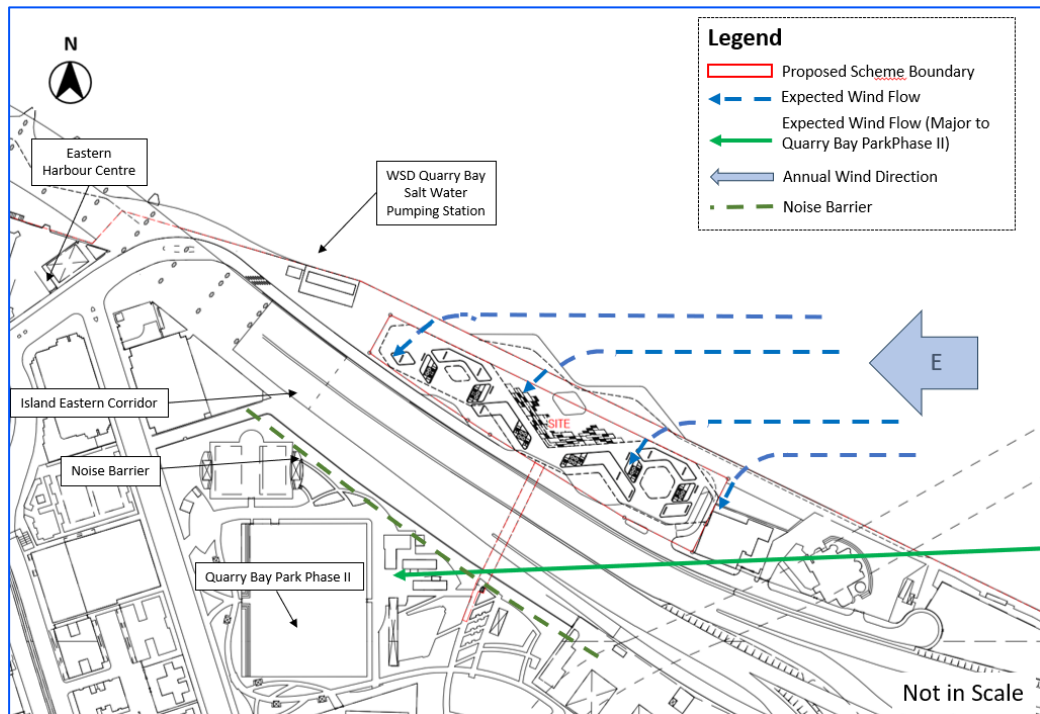 N
Legend
Proposed Scheme Boundary
Expected Wind Flow
Expected Wind Flow (Major to
Quarry Bay ParkPhase II)
Annual Wind Direction
Noise Barrier
Eastern
Harbour Centre
WSD Quarry Bay
Salt Water
Pumping Station
E
Island Eastern Corridor
SITE
Noise Barrier
Quarry Bay Park Phase II
Not in Scale